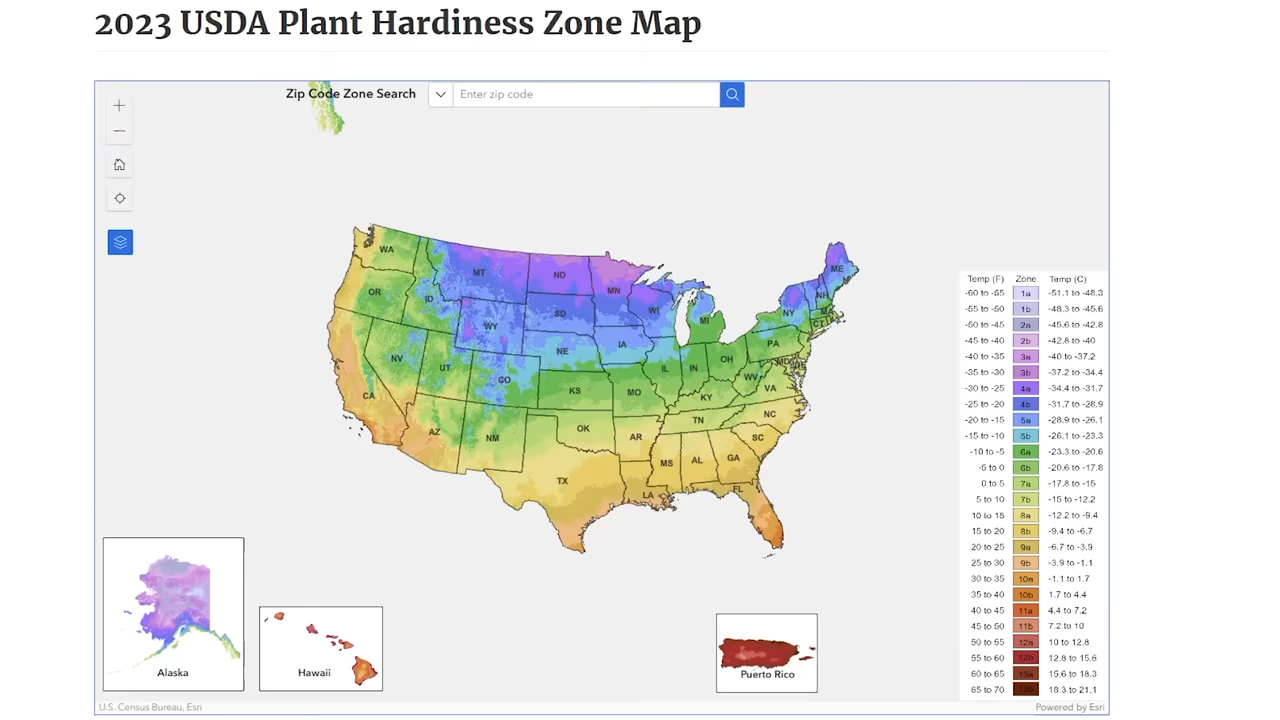 2023 USDA Plant Hardiness Zone Map
Zip Code Zone Search
Enter zip code
WA
OR
CA
NV
ID
MT
WY
UT
AZ
CO
NM
ND
SD
NE
KS
OK
TX
MN
IA
MO
AR
LA
WI
IL
MS
MI
IN
KY
TN
AL
OH
WV
GA
FL
SC
NC
VA
PA
NY
ME
NH
MA
CT
MD
Temp (F) Zone Temp (C)
-60 to -55 1a -51.1 to -48.3
-55 to -50 1b -48.3 to -45.6
-50 to -45 2a -45.6 to -42.8
-45 to -40 2b -42.8 to -40
-40 to -35 3a -40 to -37.2
-35 to -30 3b -37.2 to -34.4
-30 to -25 4a -34.4 to -31.7
-25 to -20 4b -31.7 to -28.9
-20 to -15 5a -28.9 to -26.1
-15 to -10 5b -26.1 to -23.3
-10 to -5 6a -23.3 to -20.6
-5 to 0 6b -20.6 to -17.8
0 to 5 7a -17.8 to -15
5 to 10 7b -15 to -12.2
10 to 15 8a -12.2 to -9.4
15 to 20 8b -9.4 to -6.7
20 to 25 9a -6.7 to -3.9
25 to 30 9b -3.9 to -1.1
30 to 35 10a -1.1 to 1.7
35 to 40 10b 1.7 to 4.4
40 to 45 11a 4.4 to 7.2
45 to 50 11b 7.2 to 10
50 to 55 12a 10 to 12.8
55 to 60 12b 12.8 to 15.6
60 to 65 13a 15.6 to 18.3
65 to 70 13b 18.3 to 21.1
Alaska
Hawaii
Puerto Rico
U.S. Census Bureau, Esri
Powered by Esri